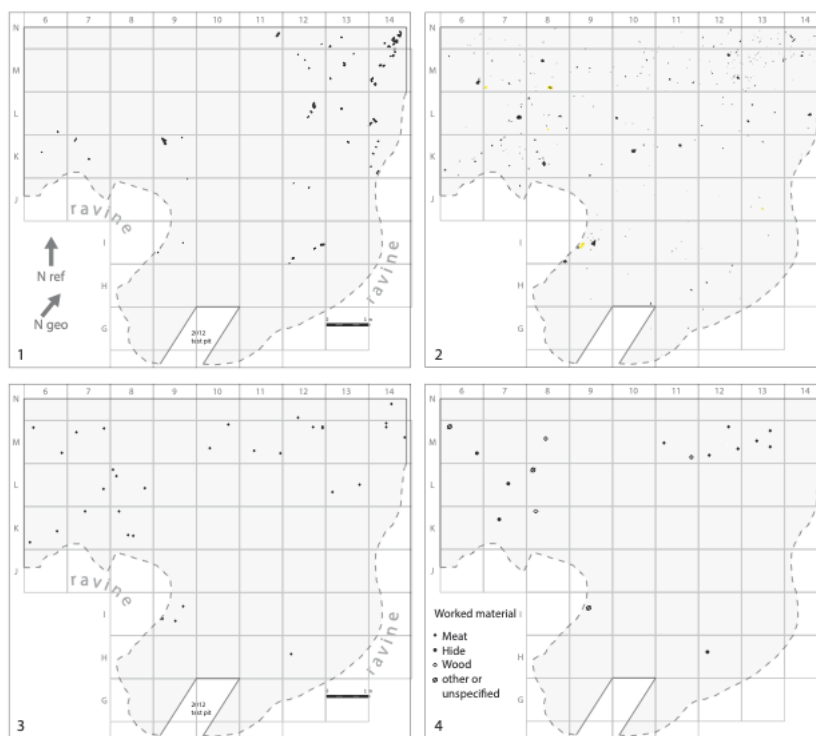 6 7 8 9 10 11 12 13 14
N
M
L
K
J
ravine
I
N ref
ravine
H
N geo
G
2012
test pit
1
6 7 8 9 10 11 12 13 14
N
M
L
K
J
I
H
G
2
6 7 8 9 10 11 12 13 14
N
M
L
K
J
ravine
I
ravine
H
G
2012
test pit
3
6 7 8 9 10 11 12 13 14
N
M
L
K
J
Worked material I
Meat
Hide
H
Wood
other or
unspecified
G
4